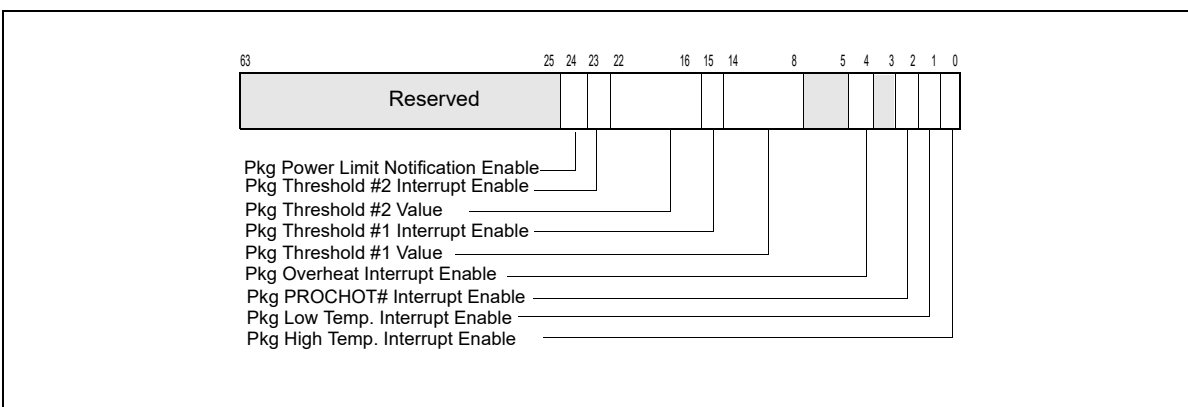 63 25 24 23 22 16 15 14 8 5 4 3 2 1 0
Reserved
Pkg Power Limit Notification Enable
Pkg Threshold #2 Interrupt Enable
Pkg Threshold #2 Value
Pkg Threshold #1 Interrupt Enable
Pkg Threshold #1 Value
Pkg Overheat Interrupt Enable
Pkg PROCHOT# Interrupt Enable
Pkg Low Temp. Interrupt Enable
Pkg High Temp. Interrupt Enable